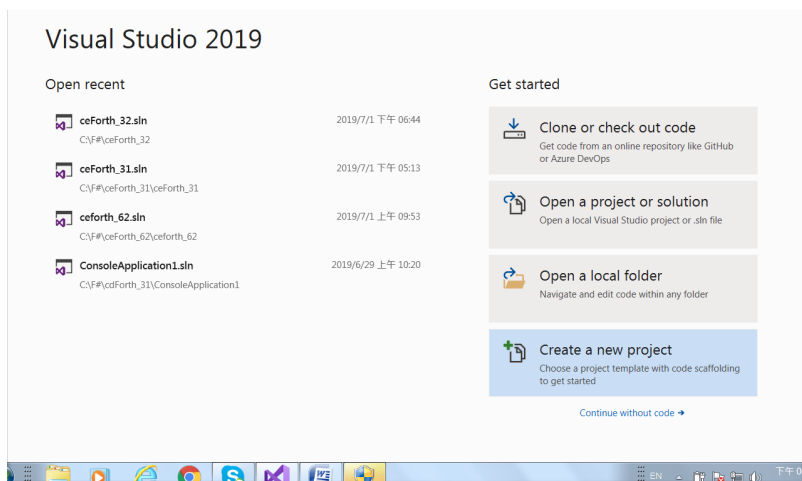 Visual Studio 2019
Open recent
ceForth_32.sln 2019/7/1 下午 06:44
C:\F#\ceForth_32
ceForth_31.sln 2019/7/1 下午 05:13
C:\F#\ceForth_31\ceForth_31
ceforth_62.sln 2019/7/1 上午 09:53
C:\F#\ceForth_62\ceforth_62
ConsoleApplication1.sln 2019/6/29 上午 10:20
C:\F#\cdForth_31\ConsoleApplication1
Get started
Clone or check out code
Get code from an online repository like GitHub
or Azure DevOps
Open a project or solution
Open a local Visual Studio project or .sln file
Open a local folder
Navigate and edit code within any folder
Create a new project
Choose a project template with code scaffolding
to get started
Continue without code →
EN
下午 0